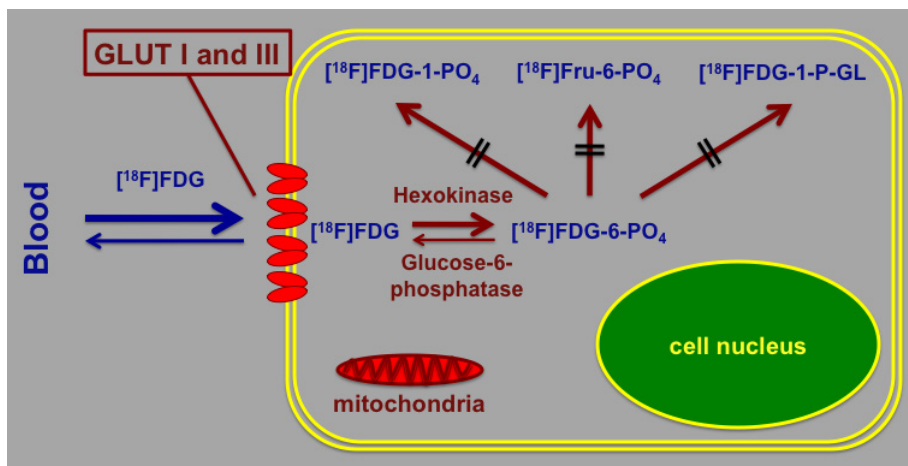 GLUT I and III
[¹⁸F]FDG-1-PO₄
[¹⁸F]Fru-6-PO₄
[¹⁸F]FDG-1-P-GL
Blood
[¹⁸F]FDG
[¹⁸F]FDG
Hexokinase
Glucose-6-
phosphatase
[¹⁸F]FDG-6-PO₄
mitochondria
cell nucleus